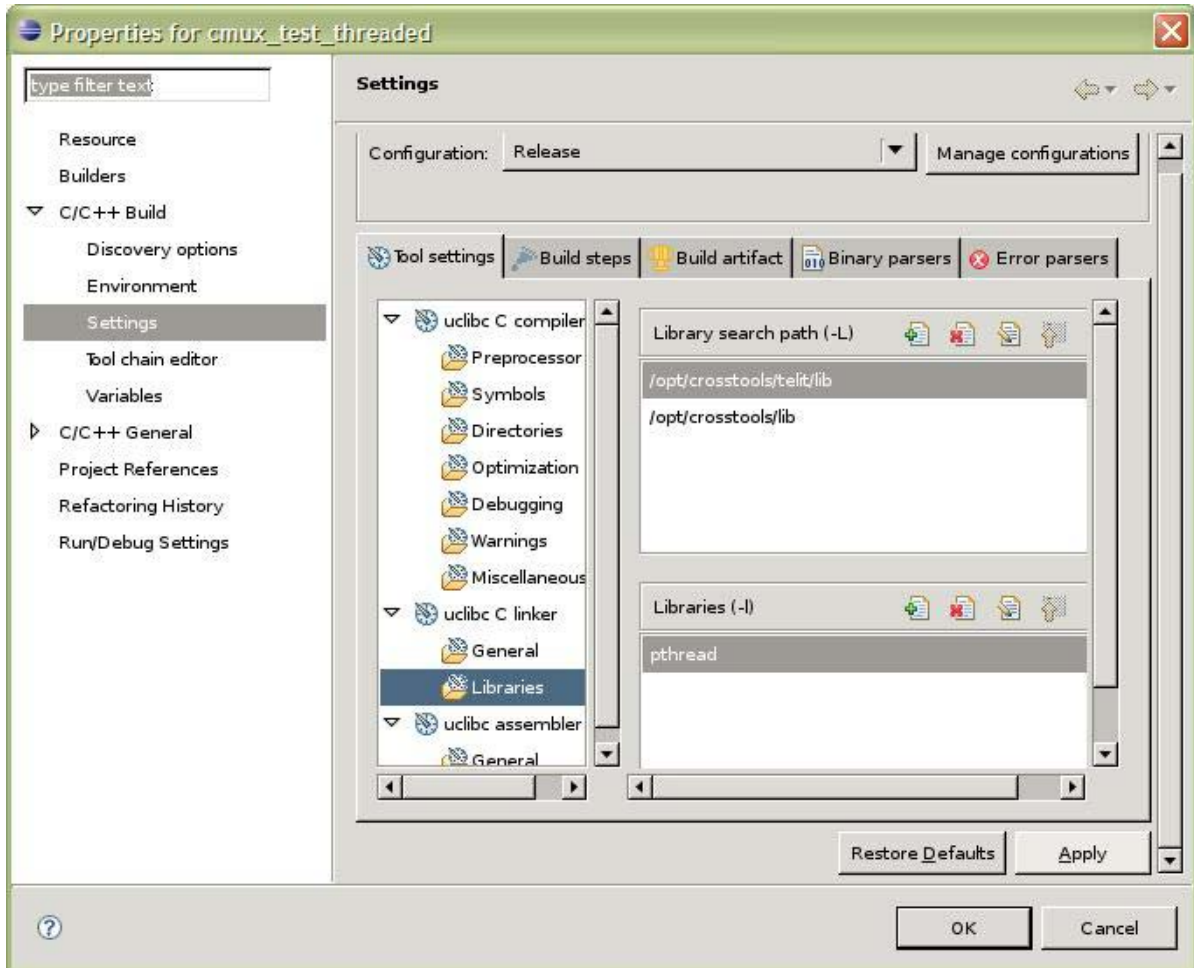 Properties for cmux_test_threaded
type filter text
Settings
Resource
Builders
C/C++ Build
Discovery options
Environment
Settings
Tool chain editor
Variables
C/C++ General
Project References
Refactoring History
Run/Debug Settings
Configuration: Release Manage configurations
Tool settings Build steps Build artifact Binary parsers Error parsers
uclibc C compiler
Preprocessor
Symbols
Directories
Optimization
Debugging
Warnings
Miscellaneous
uclibc C linker
General
Libraries
uclibc assembler
General
Library search path (-L)
/opt/crosstools/telit/lib
/opt/crosstools/lib
Libraries (-l)
pthread
Restore Defaults Apply
OK Cancel